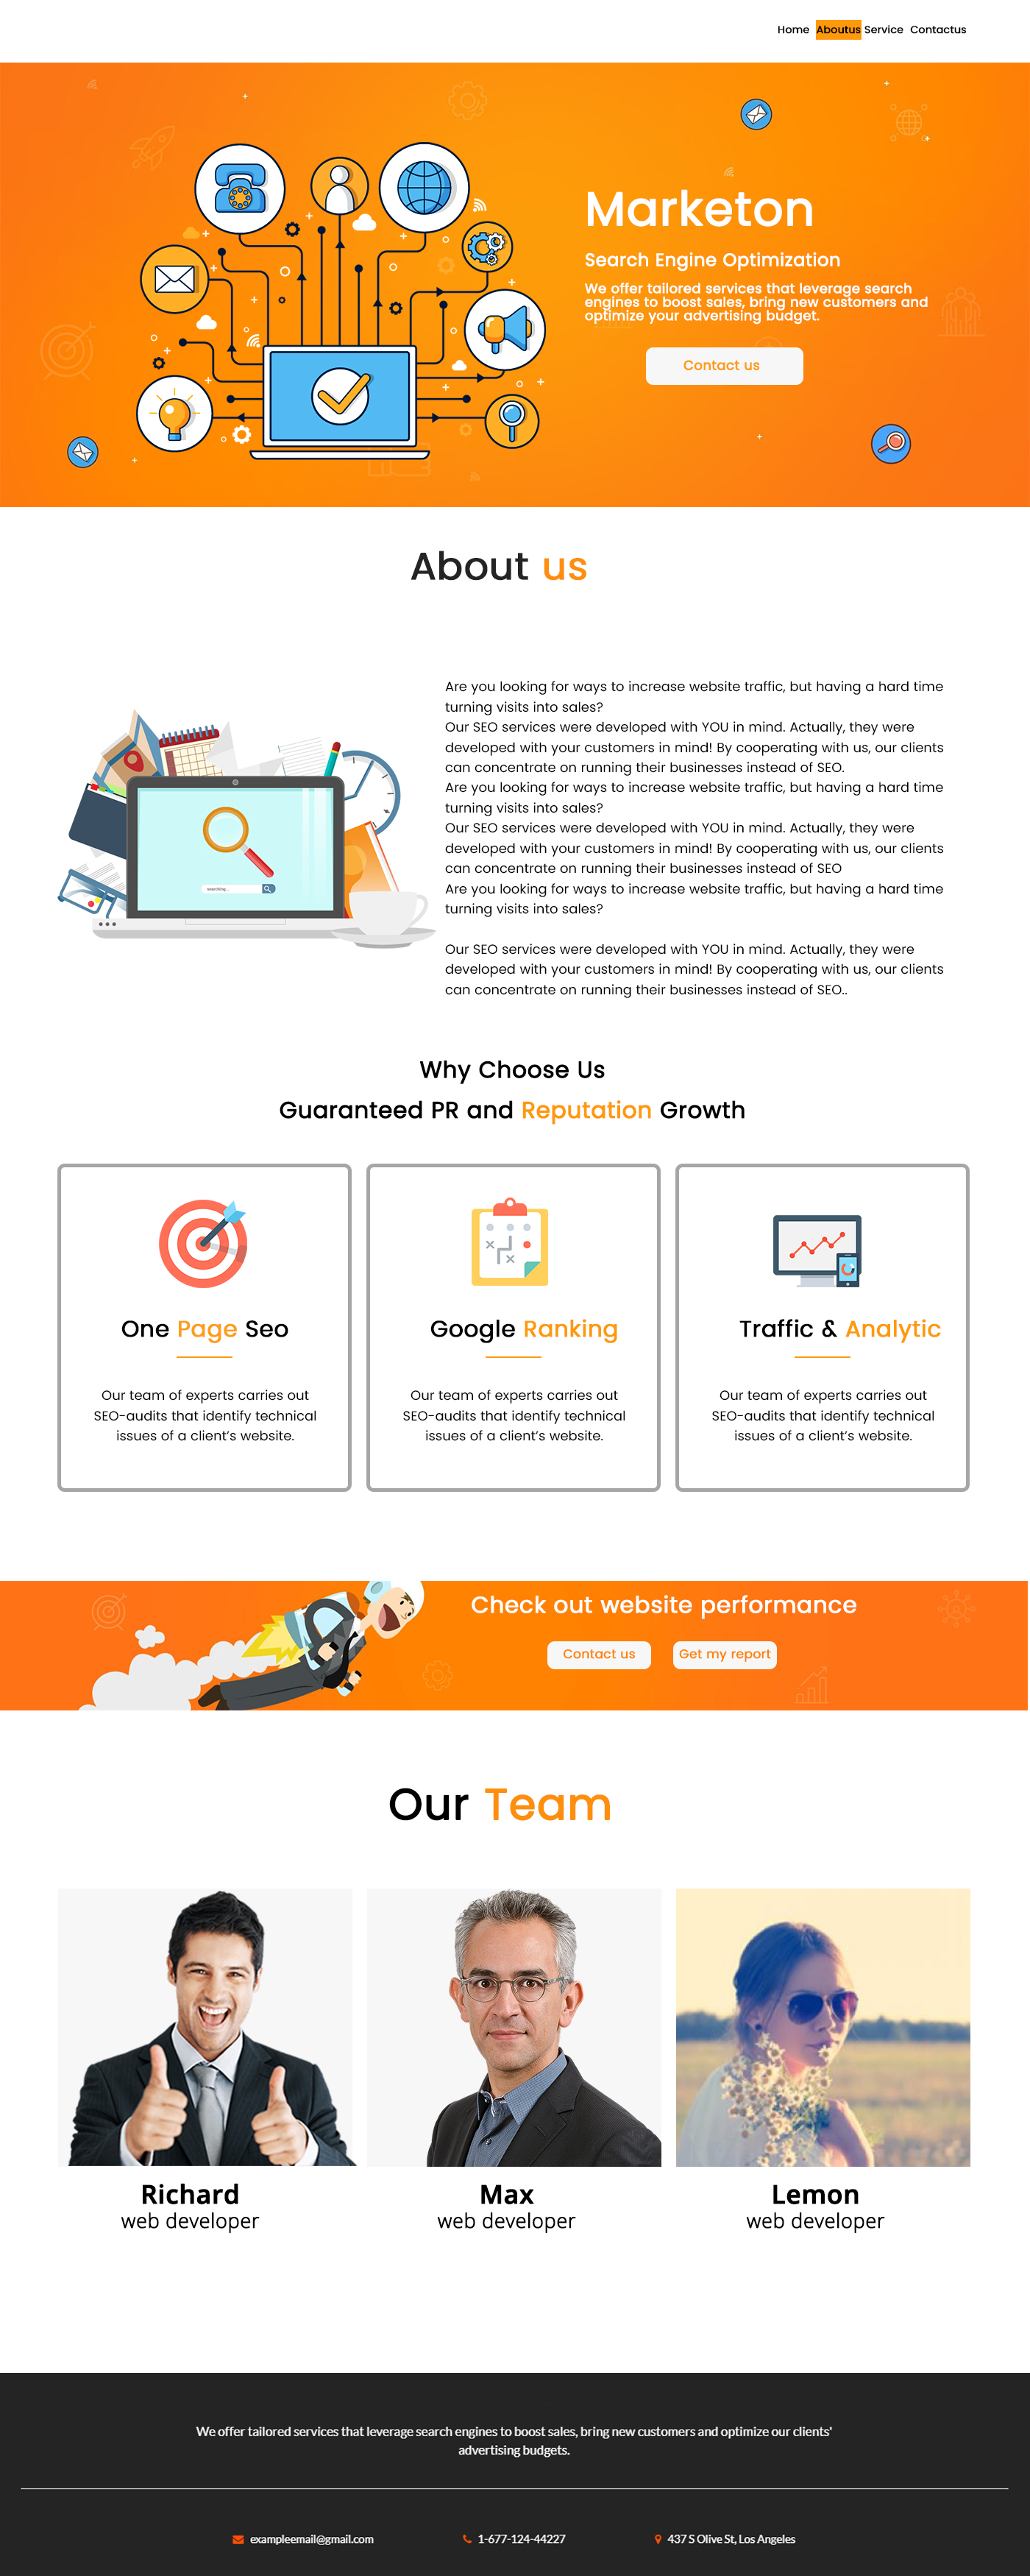 Home Aboutus Service Contactus
Marketon
Search Engine Optimization
We offer tailored services that leverage search
engines to boost sales, bring new customers and
optimize your advertising budget.
Contact us
About us
Are you looking for ways to increase website traffic, but having a hard time
turning visits into sales?
Our SEO services were developed with YOU in mind. Actually, they were
developed with your customers in mind! By cooperating with us, our clients
can concentrate on running their businesses instead of SEO.
Are you looking for ways to increase website traffic, but having a hard time
turning visits into sales?
Our SEO services were developed with YOU in mind. Actually, they were
developed with your customers in mind! By cooperating with us, our clients
can concentrate on running their businesses instead of SEO
Are you looking for ways to increase website traffic, but having a hard time
turning visits into sales?
Our SEO services were developed with YOU in mind. Actually, they were
developed with your customers in mind! By cooperating with us, our clients
can concentrate on running their businesses instead of SEO..
searching...
Why Choose Us
Guaranteed PR and Reputation Growth
One Page Seo
Our team of experts carries out
SEO-audits that identify technical
issues of a client's website.
Google Ranking
Our team of experts carries out
SEO-audits that identify technical
issues of a client's website.
Traffic & Analytic
Our team of experts carries out
SEO-audits that identify technical
issues of a client's website.
Check out website performance
Contact us
Get my report
Our Team
Richard
web developer
Max
web developer
Lemon
web developer
We offer tailored services that leverage search engines to boost sales, bring new customers and optimize our clients'
advertising budgets.
exampleemail@gmail.com
1-677-124-44227
437 S Olive St, Los Angeles